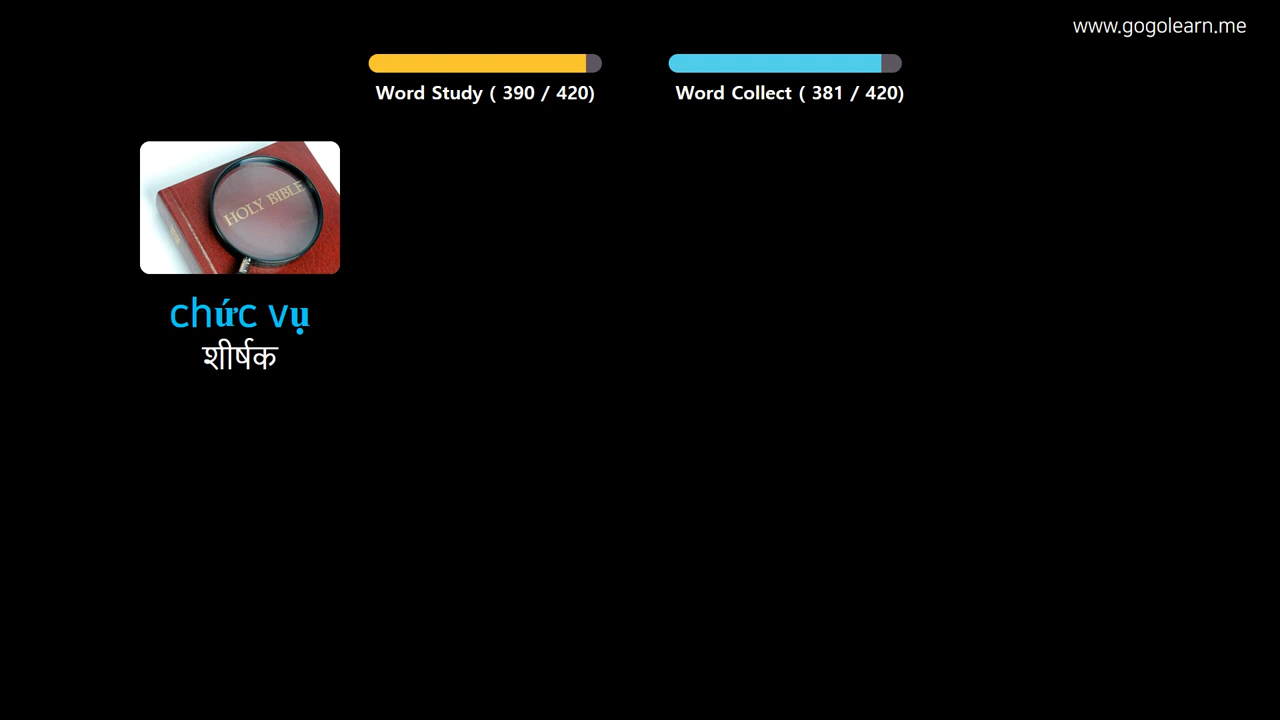 www.gogolearn.me
Word Study ( 390 / 420)
Word Collect ( 381 / 420)
HOLY BIBLE
chức vụ
शीर्षक